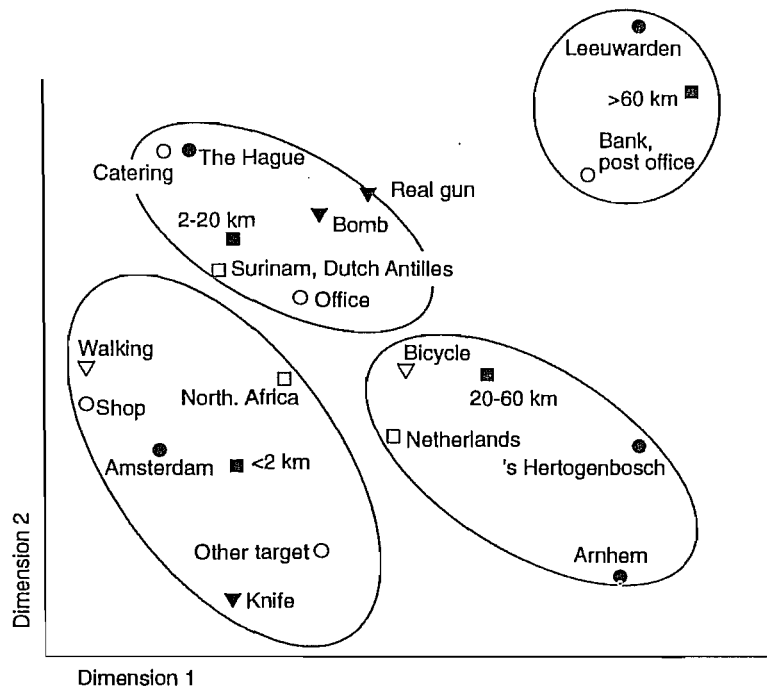 Leeuwarden
>60 km
Bank,
post office
The Hague
Catering
Real gun
Bomb
2-20 km
Surinam, Dutch Antilles
Office
Walking
Bicycle
North. Africa
20-60 km
Shop
Netherlands
Amsterdam
<2 km
's Hertogenbosch
Other target
Arnhem
Knife
Dimension 2
Dimension 1